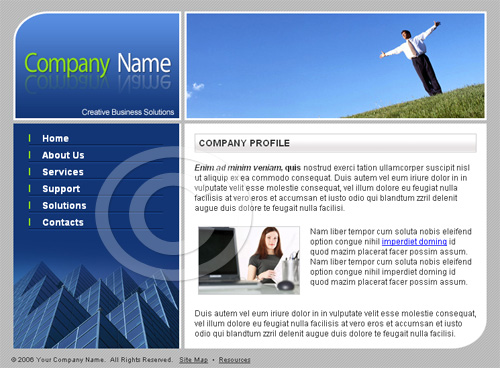 Company Name
Creative Business Solutions
Home
About Us
Services
Support
Solutions
Contacts
COMPANY PROFILE
Enim ad minim veniam, quis nostrud exerci tation ullamcorper suscipit nisl
ut aliquip ex ea commodo consequat. Duis autem vel eum iriure dolor in in
vulputate velit esse molestie consequat, vel illum dolore eu feugiat nulla
facilisis at vero eros et accumsan et iusto odio qui blandtum zzril delenit
augue duis dolore te feugait nulla facilisi.
Nam liber tempor cum soluta nobis eleifend
option congue nihil imperdiet doming id
quod mazim placerat facer possim assum.
Nam liber tempor cum soluta nobis eleifend
option congue nihil imperdiet doming id
quod mazim placerat facer possim assum.
Duis autem vel eum iriure dolor in in vulputate velit esse molestie consequat,
vel illum dolore eu feugiat nulla facilisis at vero eros et accumsan et iusto
odio qui blandtum zzril delenit augue duis dolore te feugait nulla facilisi.
© 2006 Your Company Name. All Rights Reserved. Site Map • Resources